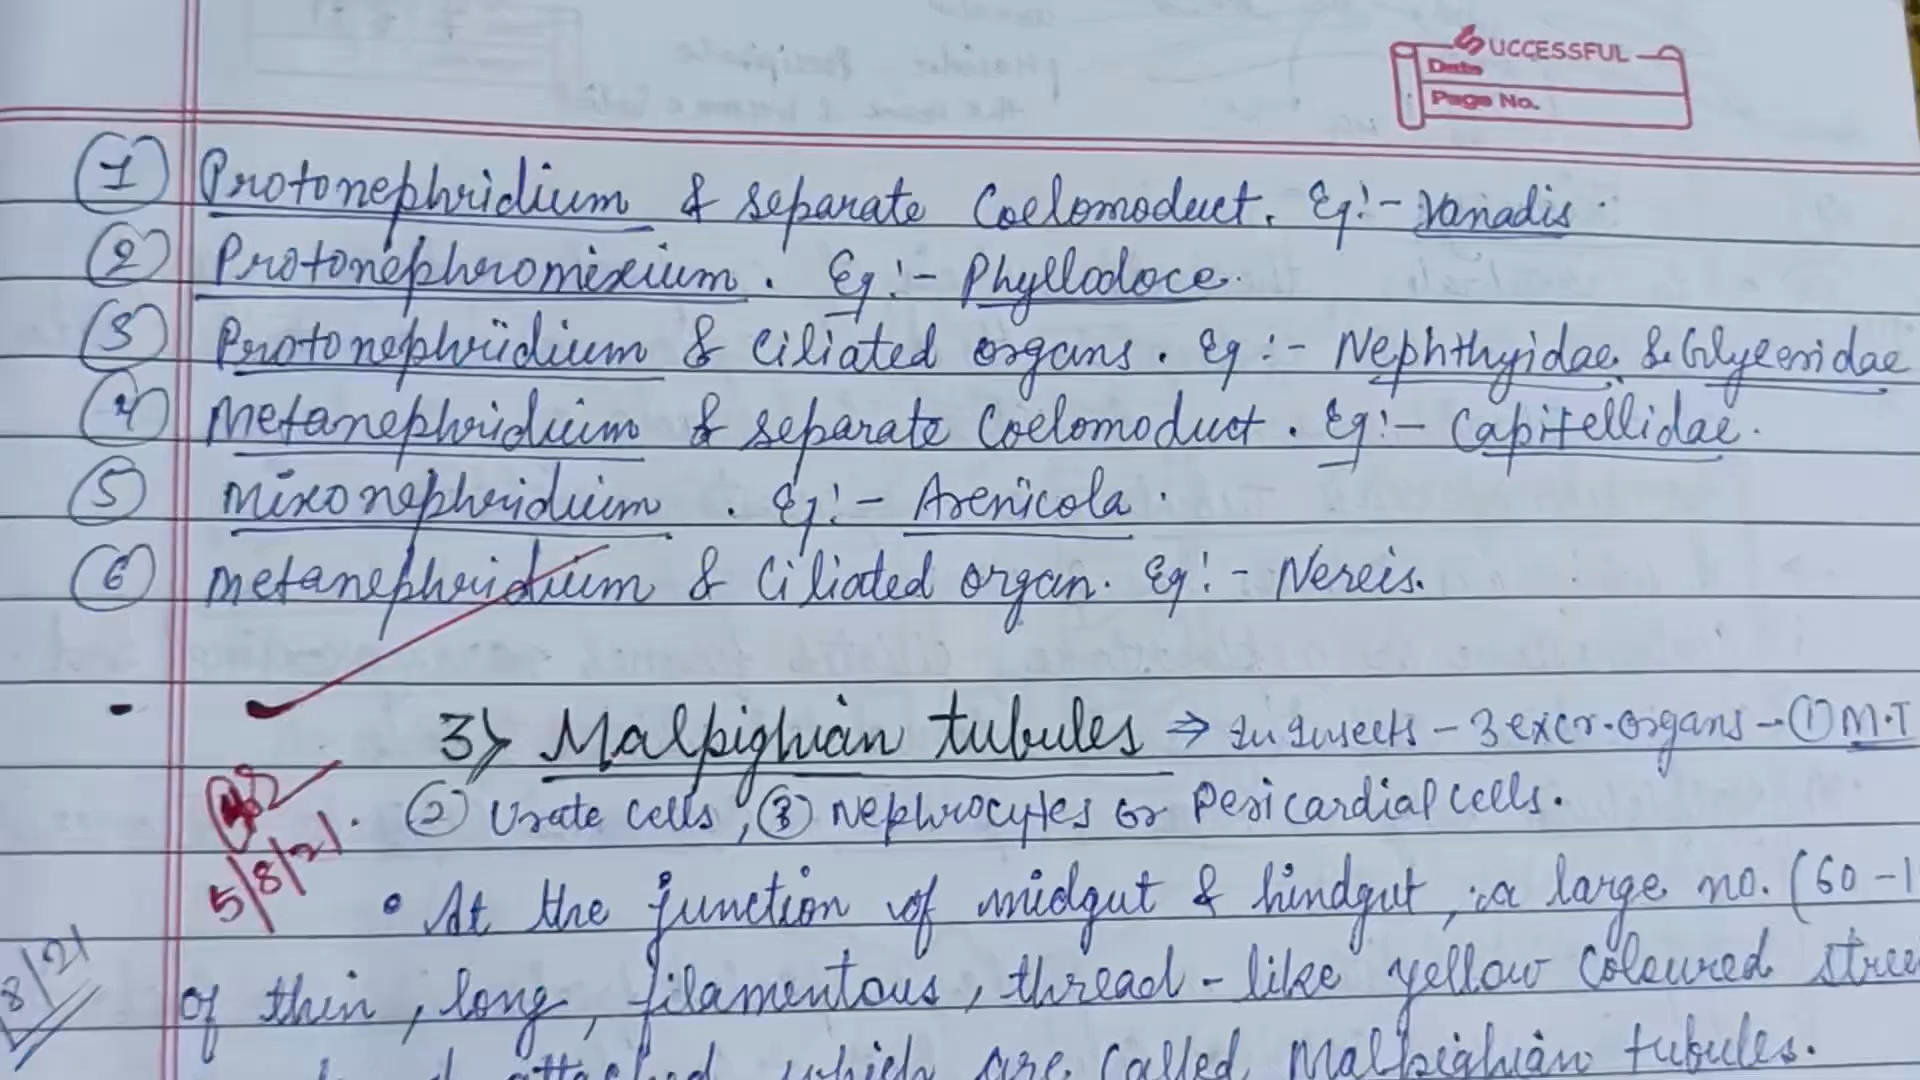 SUCCESSFUL
Date
Page No.
① Protonephridium & separate Coelomoduct. Eg:- Vanadis.
② Protonephromixium. Eg:- Phyllodoce.
③ Protonephridium & ciliated organs. Eg:- Nephthyidae & Glyceridae
④ Metanephridium & separate Coelomoduct. Eg:- Capitellidae.
⑤ Mixonephridium. Eg:- Arenicola.
⑥ Metanephridium & Ciliated organ. Eg:- Nereis.
3) Malpighian tubules ⇒ In Insects - 3 excr. organs - ① M.T
② Urate cells, ③ Nephrocytes or Pericardial cells.
5/8/21.
• At the junction of midgut & hindgut, a large no. (60-1
8/21
of thin, long, filamentous, thread-like yellow coloured
attached which are called Malpighian tubules.